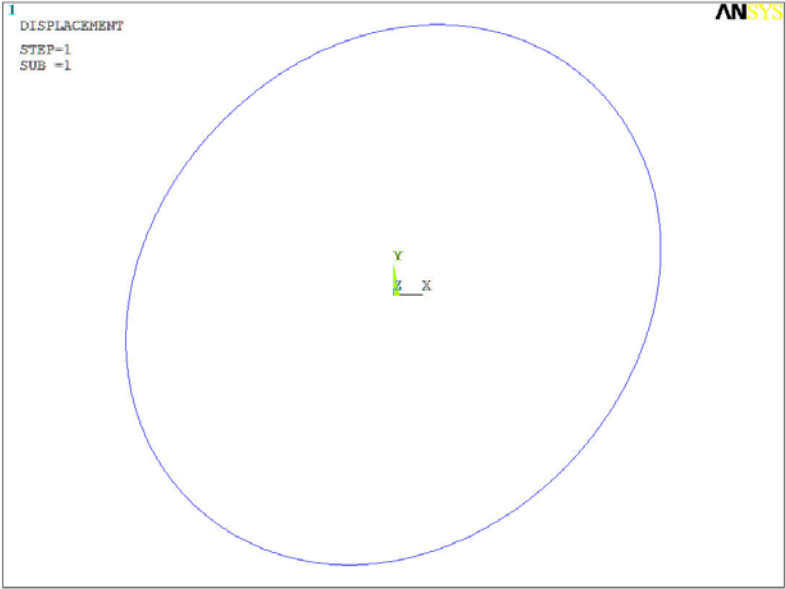 1
ANSYS
DISPLACEMENT
STEP=1
SUB =1
Y
Z X